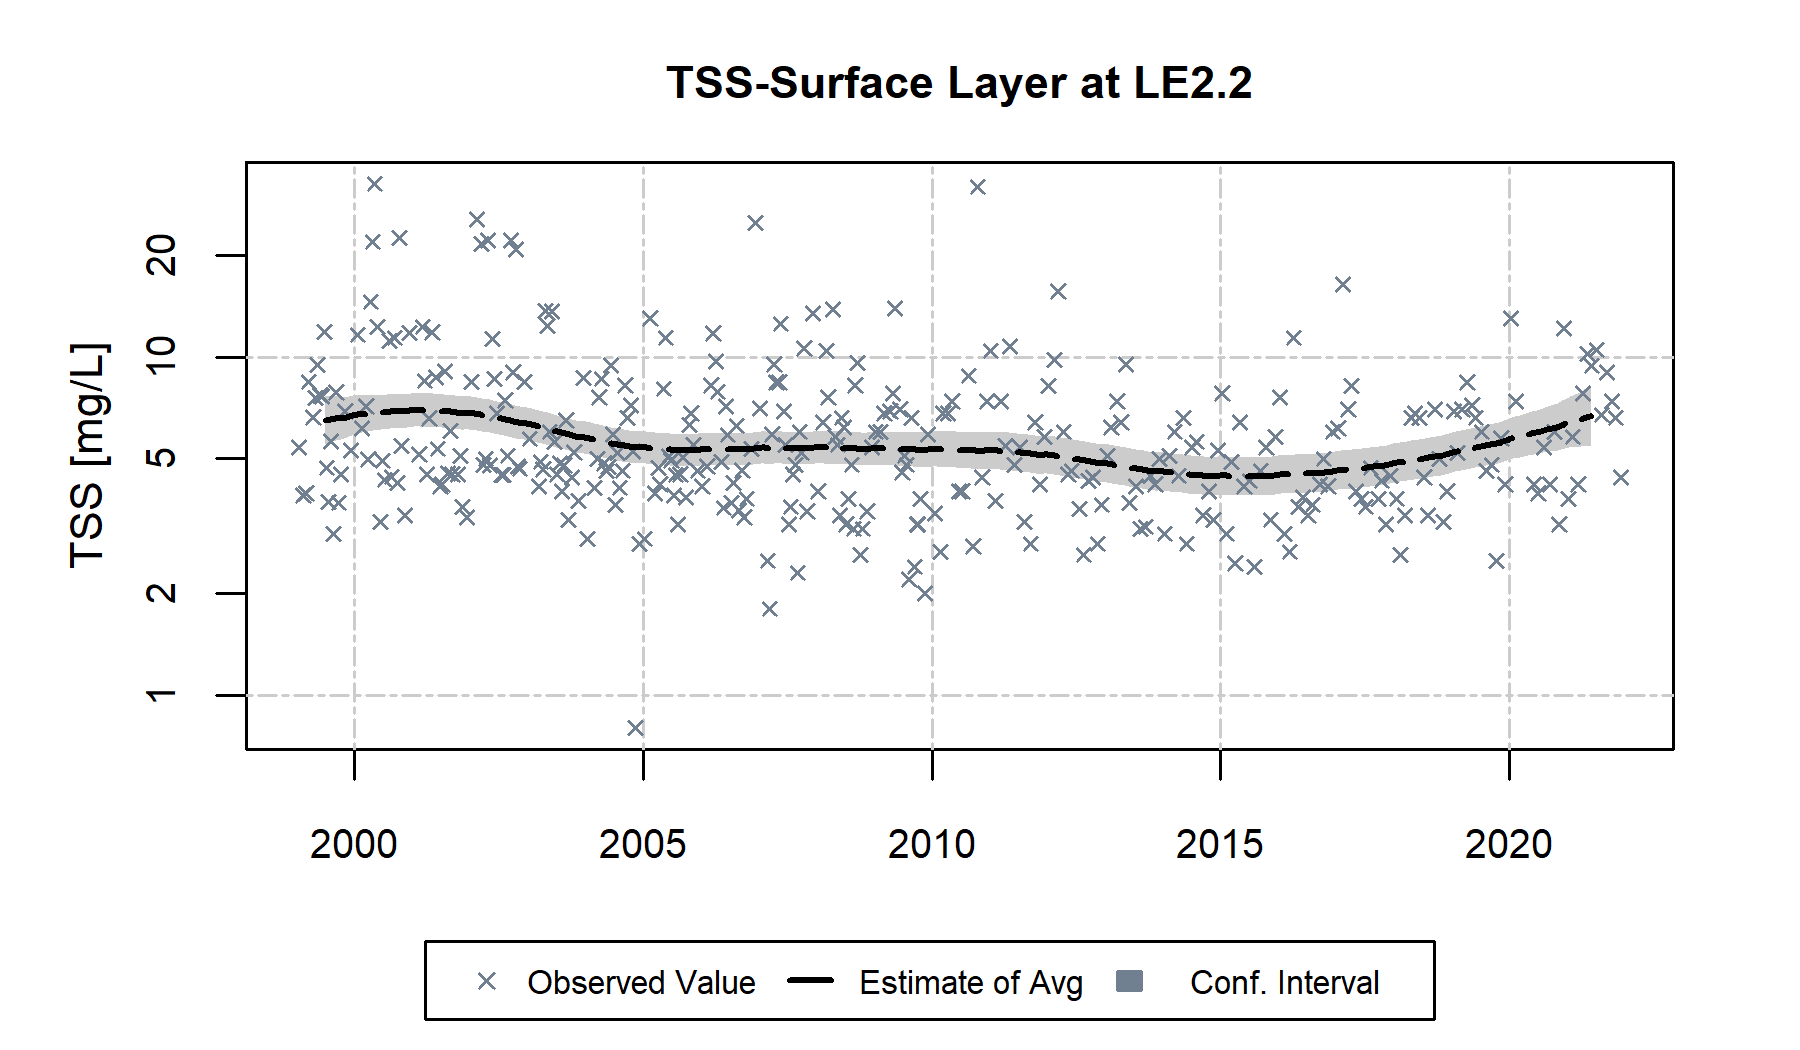 TSS-Surface Layer at LE2.2
TSS [mg/L]
20
10
5
2
1
2000 2005 2010 2015 2020
Observed Value Estimate of Avg Conf. Interval